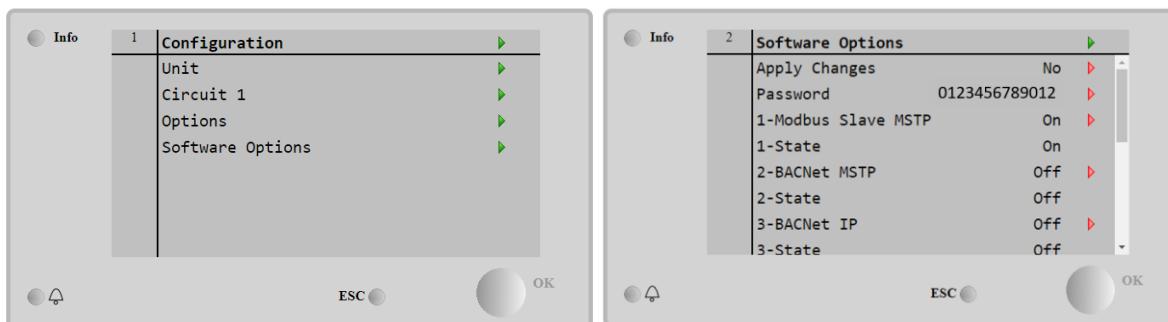 Info
1 Configuration
Unit
Circuit 1
Options
Software Options
ESC
OK
Info
2 Software Options
Apply Changes No
Password 0123456789012
1-Modbus Slave MSTP On
1-State On
2-BACNet MSTP Off
2-State Off
3-BACNet IP Off
3-State Off
ESC
OK